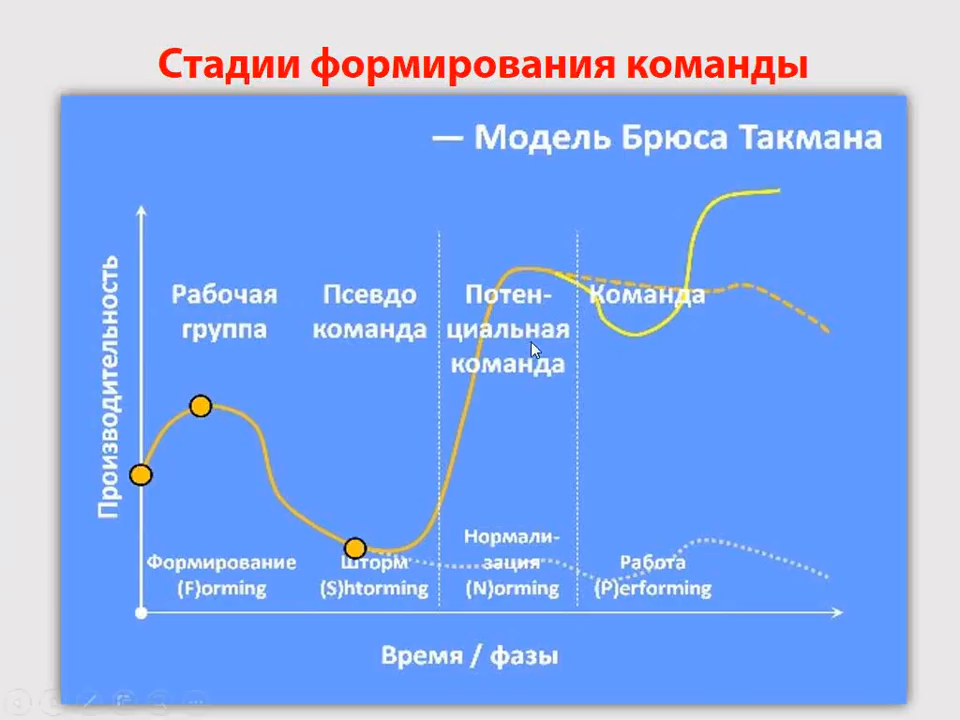 Стадии формирования команды
— Модель Брюса Такмана
Производительность
Рабочая
группа
Псевдо
команда
Потен-
циальная
команда
Команда
Формирование
(F)orming
Шторм
(S)htorming
Нормали-
зация
(N)orming
Работа
(P)erforming
Время / фазы